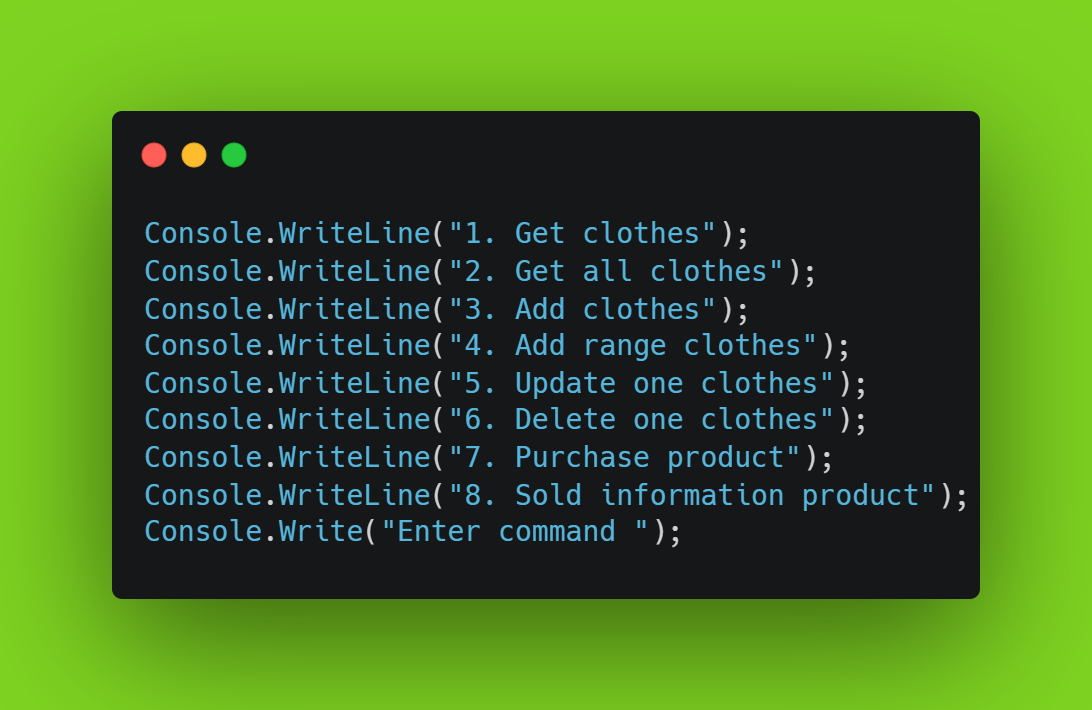 Console.WriteLine("1. Get clothes");
Console.WriteLine("2. Get all clothes");
Console.WriteLine("3. Add clothes");
Console.WriteLine("4. Add range clothes");
Console.WriteLine("5. Update one clothes");
Console.WriteLine("6. Delete one clothes");
Console.WriteLine("7. Purchase product");
Console.WriteLine("8. Sold information product");
Console.Write("Enter command ");